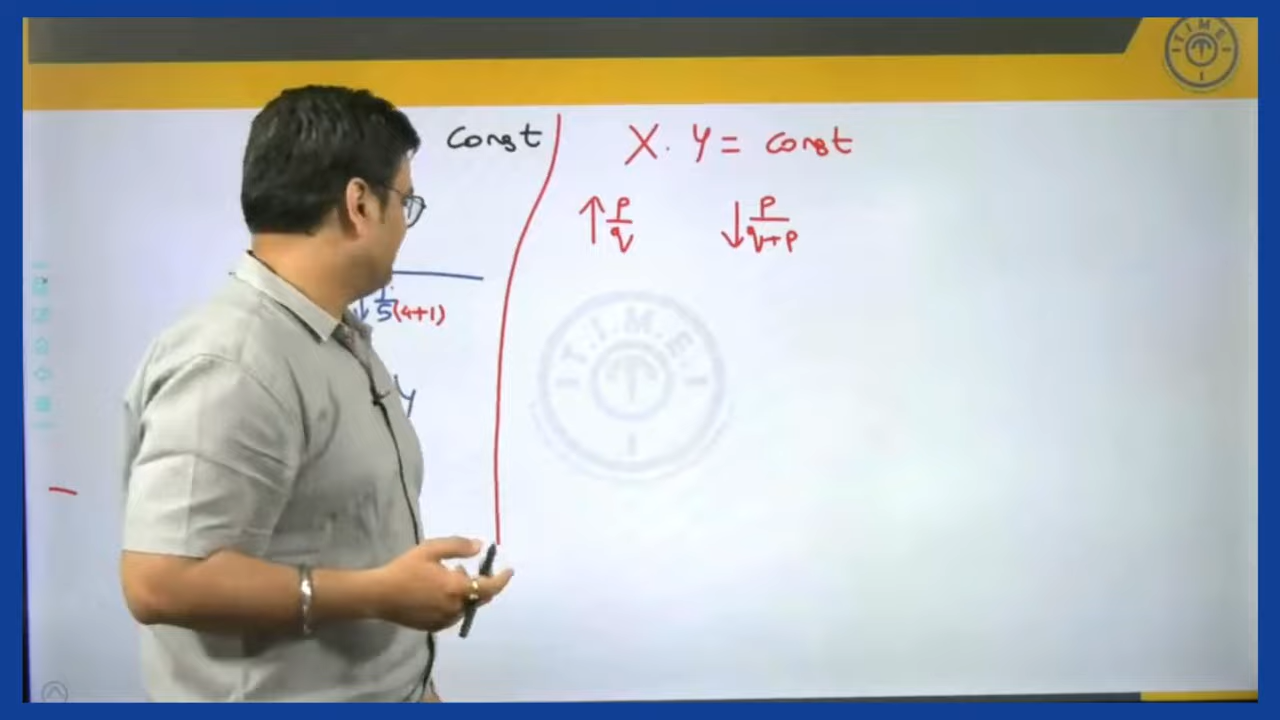 Const
↓ 1/5 (4+1)
Y
X . Y = const
↑ p/q ↓ p/q+p
T.I.M.E.
T.I.M.E.